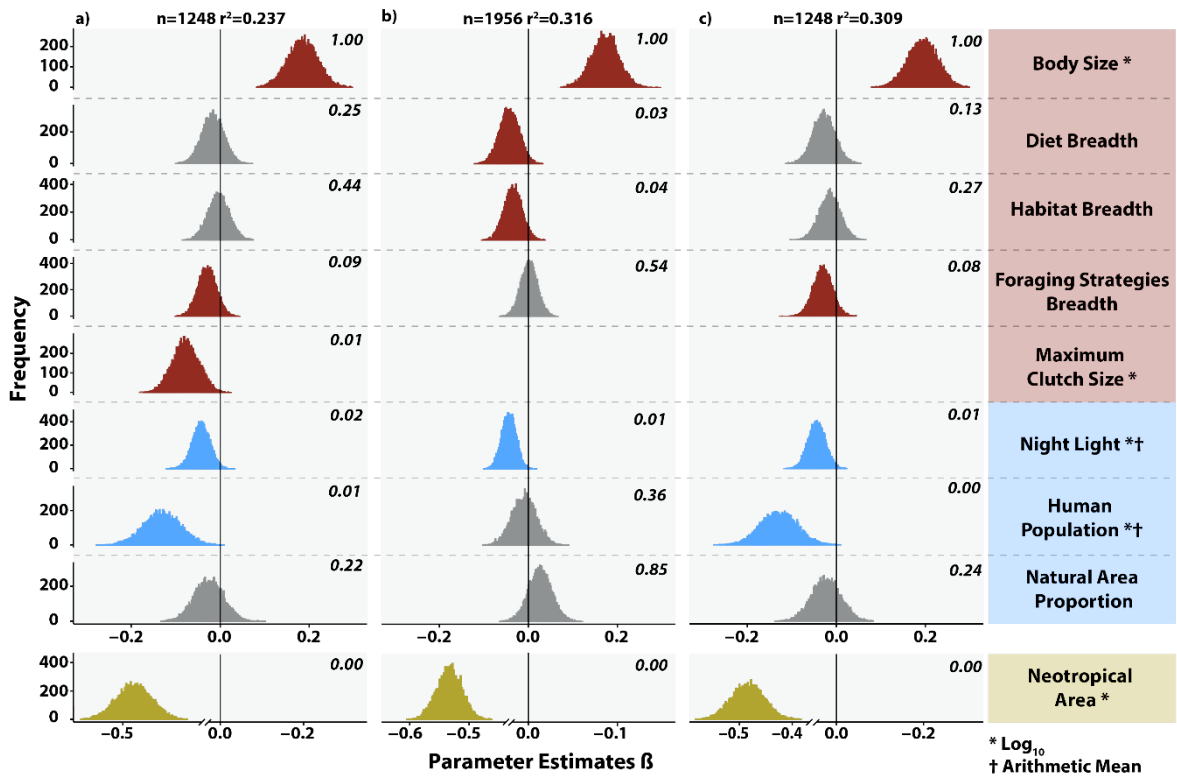 a) n=1248 r²=0.237
b) n=1956 r²=0.316
c) n=1248 r²=0.309
Frequency
200
100
0
1.00
1.00
1.00
Body Size *
200
0
0.25
0.03
0.13
Diet Breadth
400
200
0
0.44
0.04
0.27
Habitat Breadth
400
200
0
0.09
0.54
0.08
Foraging Strategies
Breadth
300
200
100
0
0.01
Maximum
Clutch Size *
400
200
0
0.02
0.01
0.01
Night Light *†
200
0
0.01
0.36
0.00
Human
Population *†
200
0
0.22
0.85
0.24
Natural Area
Proportion
−0.2 0.0 0.2
−0.2 0.0 0.2
−0.2 0.0 0.2
400
200
0
0.00
0.00
0.00
Neotropical
Area *
−0.5 0.0 0.1
−0.6 −0.5 0.0 −0.1
−0.5 −0.4 0.0 0.1
Parameter Estimates ß
* Log₁₀
† Arithmetic Mean